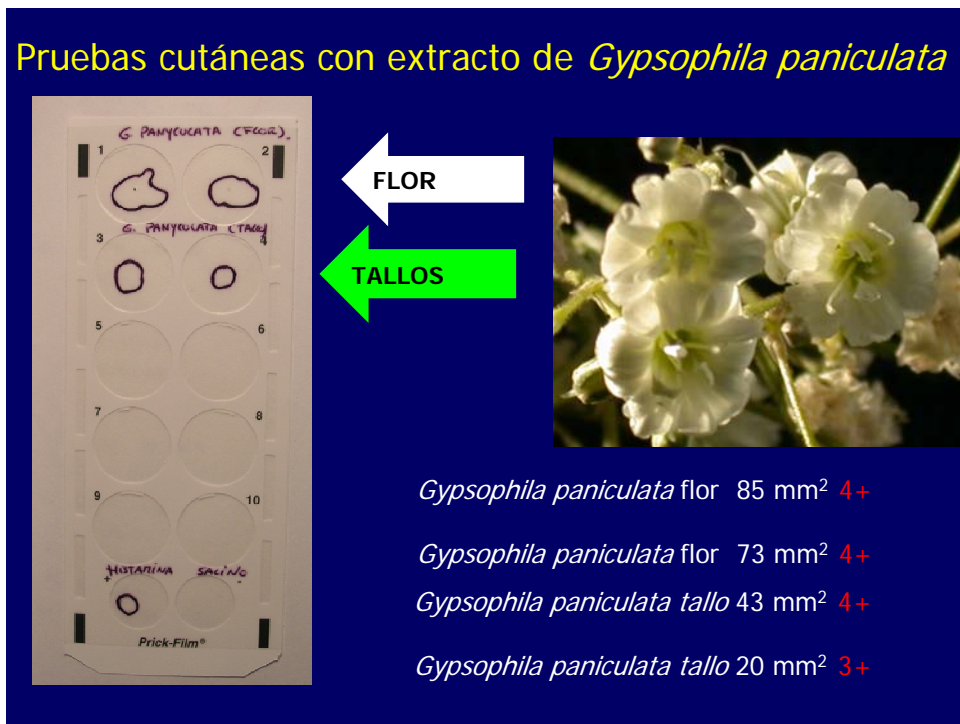 Pruebas cutáneas con extracto de Gypsophila paniculata
G PANYCULATA (FLOR).
1 2
FLOR
G. PANYCULATA (TALLO)
3 4
TALLOS
5 6
7 8
9 10
+HISTAMINA SALINO
Prick-Film®
Gypsophila paniculata flor 85 mm² 4+
Gypsophila paniculata flor 73 mm² 4+
Gypsophila paniculata tallo 43 mm² 4+
Gypsophila paniculata tallo 20 mm² 3+